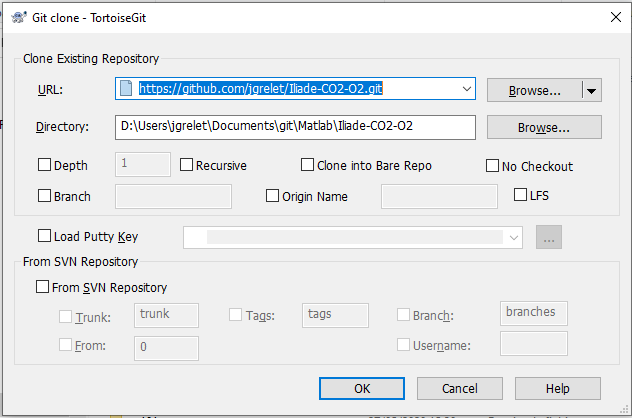 Git clone - TortoiseGit
Clone Existing Repository
URL: https://github.com/jgrelet/Iliade-CO2-O2.git Browse...
Directory: D:\Users\jgrelet\Documents\git\Matlab\Iliade-CO2-O2 Browse...
Depth 1 Recursive Clone into Bare Repo No Checkout
Branch Origin Name LFS
Load Putty Key ...
From SVN Repository
From SVN Repository
Trunk: trunk Tags: tags Branch: branches
From: 0 Username:
OK Cancel Help